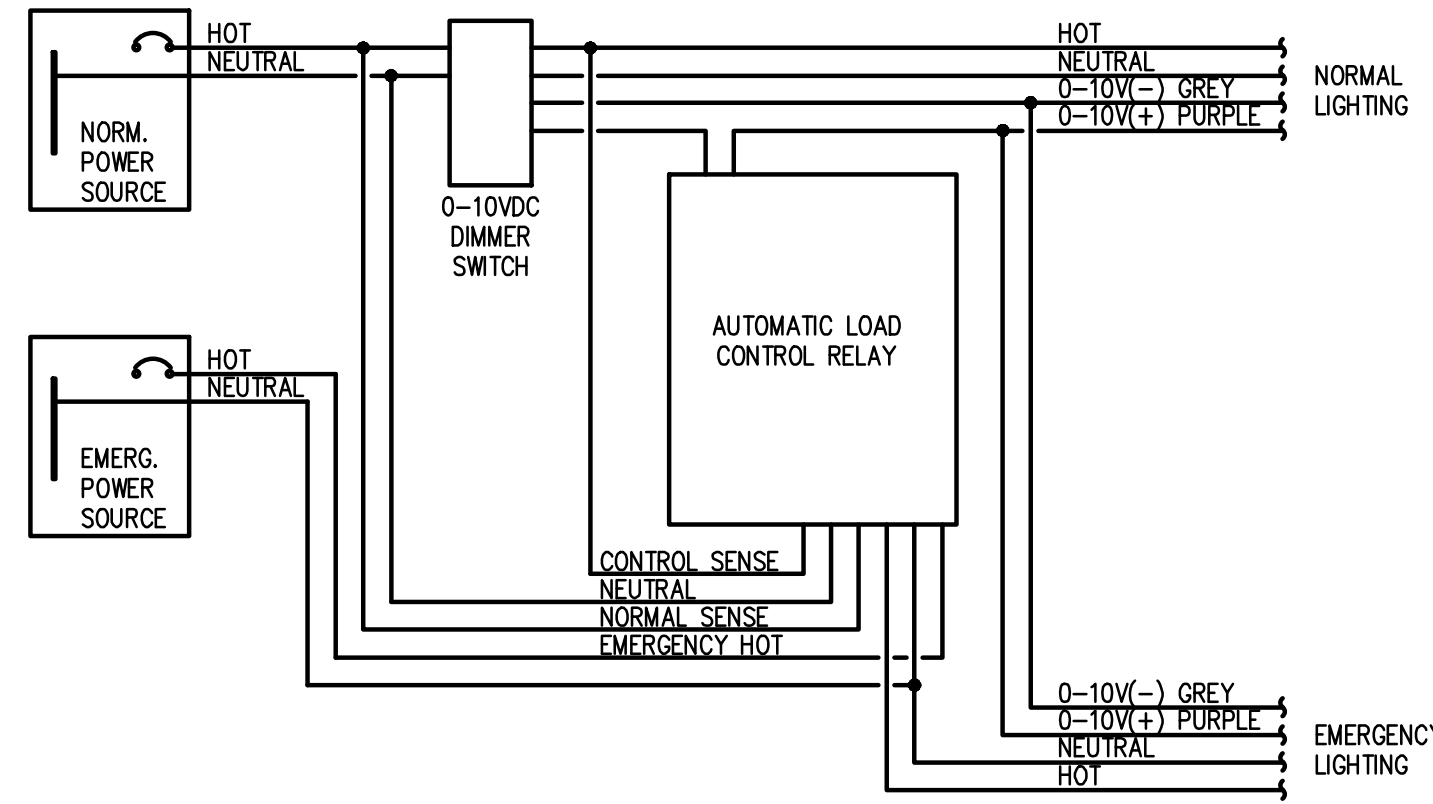 HOT
NEUTRAL
NORM.
POWER
SOURCE
0-10VDC
DIMMER
SWITCH
HOT
NEUTRAL
0-10V(-) GREY
0-10V(+) PURPLE
NORMAL
LIGHTING
AUTOMATIC LOAD
CONTROL RELAY
HOT
NEUTRAL
EMERG.
POWER
SOURCE
CONTROL SENSE
NEUTRAL
NORMAL SENSE
EMERGENCY HOT
0-10V(-) GREY
0-10V(+) PURPLE
NEUTRAL
HOT
EMERGENCY
LIGHTING